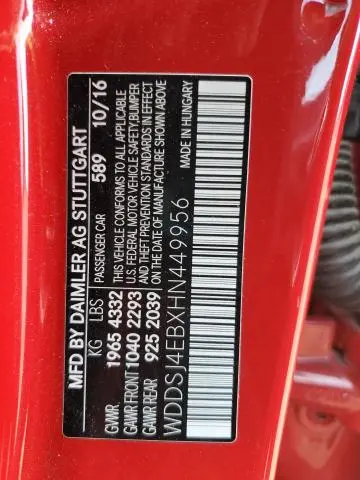 MFD BY DAIMLER AG STUTTGART
PASSENGER CAR 589 10/16
KG LBS
GWR 1965 4332
GAWR FRONT 1040 2293
GAWR REAR 925 2039
THIS VEHICLE CONFORMS TO ALL APPLICABLE
U.S. FEDERAL MOTOR VEHICLE SAFETY/BUMPER
AND THEFT PREVENTION STANDARDS IN EFFECT
ON THE DATE OF MANUFACTURE SHOWN ABOVE
MADE IN HUNGARY
WDDSJ4EBXHN449956